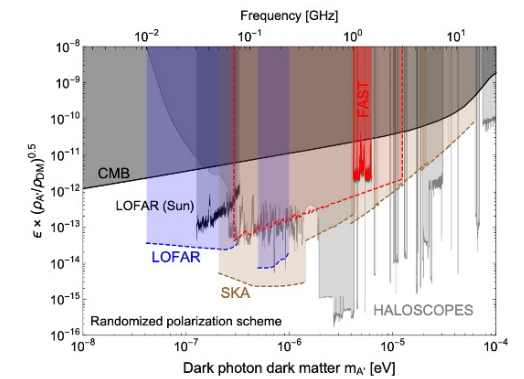 Frequency [GHz]
10⁻² 10⁻¹ 10⁰ 10¹
10⁻⁸
10⁻⁹
10⁻¹⁰
10⁻¹¹
10⁻¹²
10⁻¹³
10⁻¹⁴
10⁻¹⁵
10⁻¹⁶
ε × (ρA'/ρDM)^0.5
FAST
CMB
LOFAR (Sun)
LOFAR
SKA
HALOSCOPES
Randomized polarization scheme
10⁻⁸ 10⁻⁷ 10⁻⁶ 10⁻⁵ 10⁻⁴
Dark photon dark matter mA' [eV]